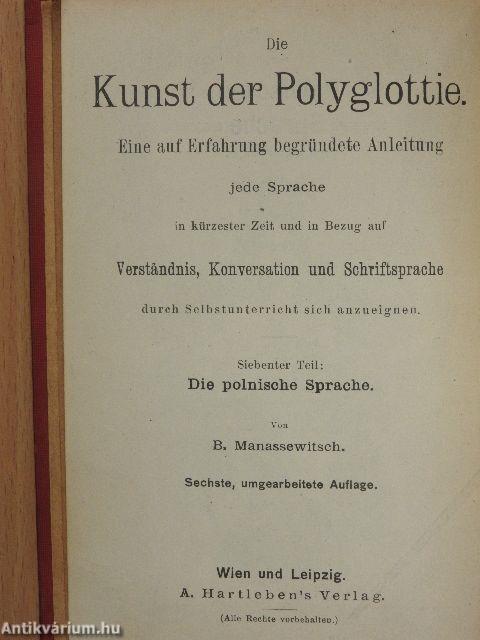 Die
Kunst der Polyglottie.
Eine auf Erfahrung begründete Anleitung
jede Sprache
in kürzester Zeit und in Bezug auf
Verständnis, Konversation und Schriftsprache
durch Selbstunterricht sich anzueignen.
Siebenter Teil:
Die polnische Sprache.
Von
B. Manassewitsch.
Sechste, umgearbeitete Auflage.
Wien und Leipzig.
A. Hartleben's Verlag.
(Alle Rechte vorbehalten.)
Antikvárium.hu